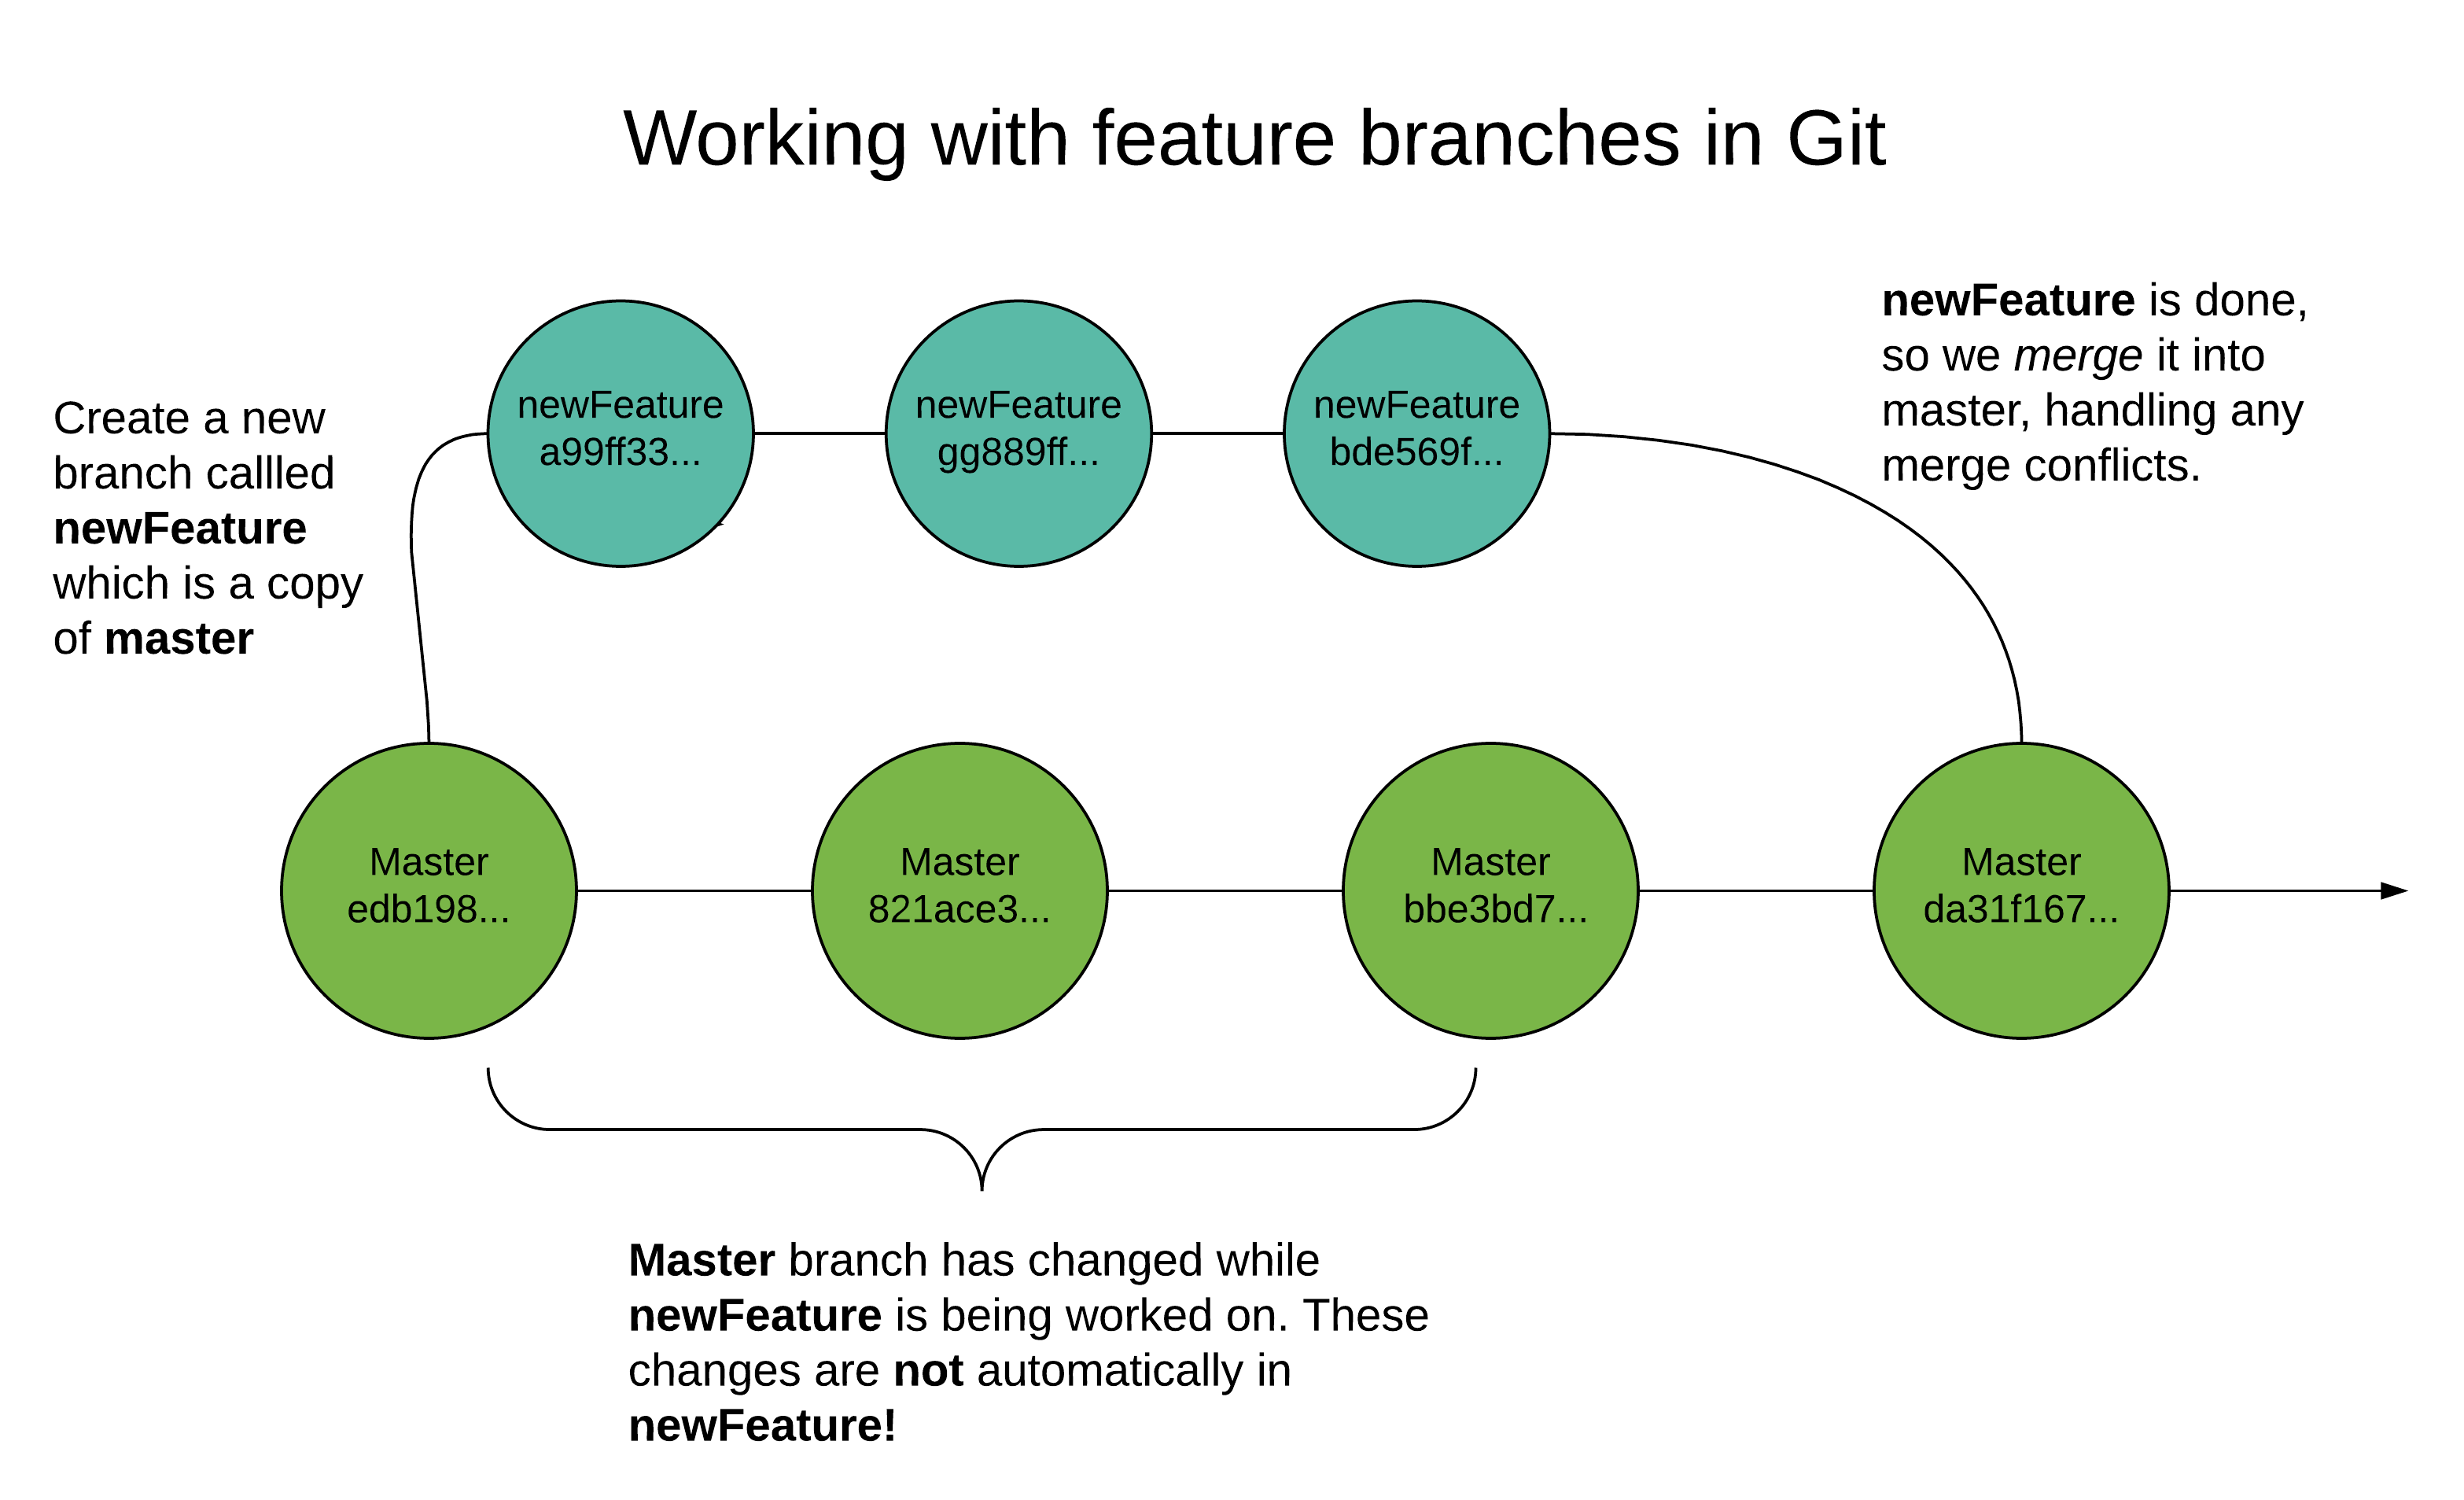 Working with feature branches in Git
newFeature is done,
so we merge it into
master, handling any
merge conflicts.
Create a new
branch callled
newFeature
which is a copy
of master
newFeature
a99ff33...
newFeature
gg889ff...
newFeature
bde569f...
Master
edb198...
Master
821ace3...
Master
bbe3bd7...
Master
da31f167...
Master branch has changed while
newFeature is being worked on. These
changes are not automatically in
newFeature!